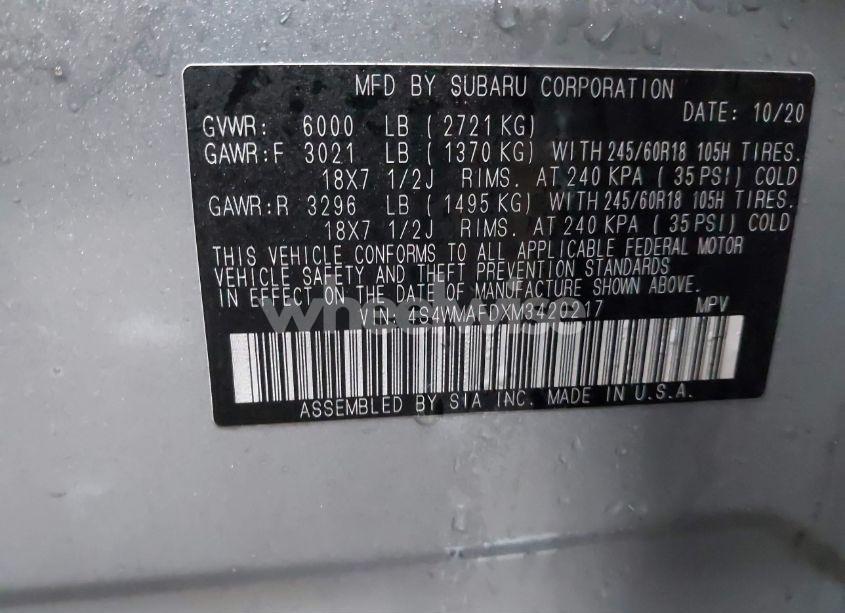 MFD BY SUBARU CORPORATION
DATE: 10/20
GVWR: 6000 LB ( 2721 KG)
GAWR:F 3021 LB ( 1370 KG) WITH 245/60R18 105H TIRES.
18X7 1/2J RIMS. AT 240 KPA ( 35 PSI) COLD
GAWR:R 3296 LB ( 1495 KG) WITH 245/60R18 105H TIRES.
18X7 1/2J RIMS. AT 240 KPA ( 35 PSI) COLD
THIS VEHICLE CONFORMS TO ALL APPLICABLE FEDERAL MOTOR
VEHICLE SAFETY AND THEFT PREVENTION STANDARDS
IN EFFECT ON THE DATE OF MANUFACTURE SHOWN ABOVE.
VIN: 4S4WMAFDXM3420217 MPV
wheelwise
ASSEMBLED BY SIA INC. MADE IN U.S.A.